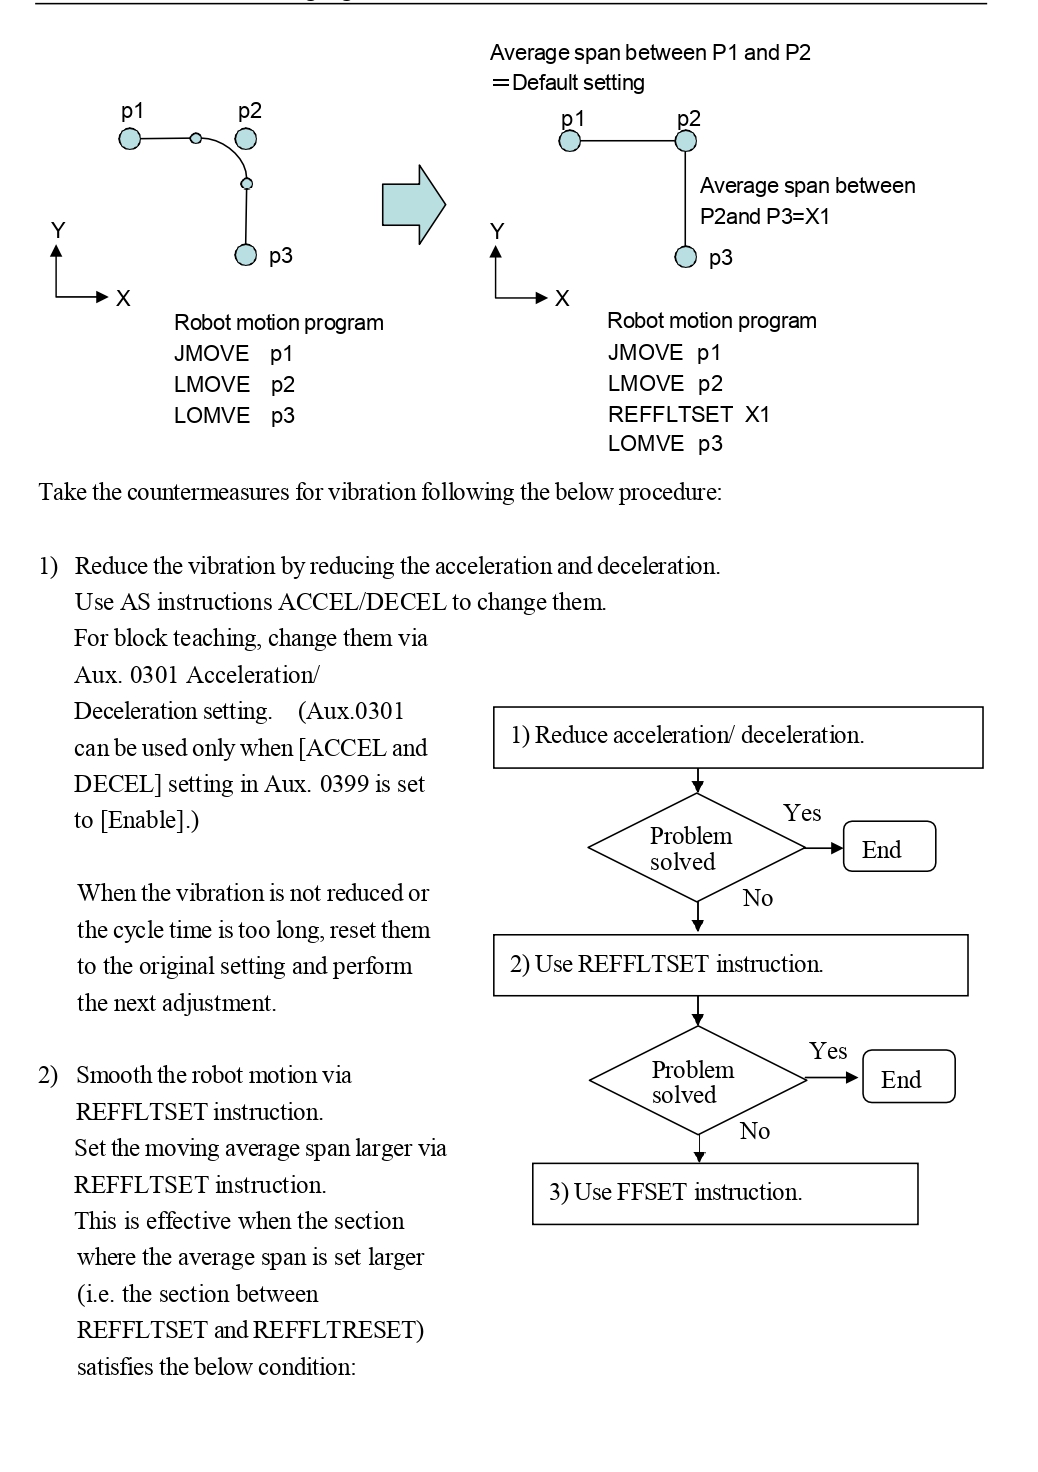 p1
p2
p3
Y
X
Robot motion program
JMOVE p1
LMOVE p2
LOMVE p3
Average span between P1 and P2
＝Default setting
p1
p2
Average span between
P2and P3=X1
p3
Y
X
Robot motion program
JMOVE p1
LMOVE p2
REFFLTSET X1
LOMVE p3
Take the countermeasures for vibration following the below procedure:
1) Reduce the vibration by reducing the acceleration and deceleration.
Use AS instructions ACCEL/DECEL to change them.
For block teaching, change them via
Aux. 0301 Acceleration/
Deceleration setting. (Aux.0301
can be used only when [ACCEL and
DECEL] setting in Aux. 0399 is set
to [Enable].)
When the vibration is not reduced or
the cycle time is too long, reset them
to the original setting and perform
the next adjustment.
2) Smooth the robot motion via
REFFLTSET instruction.
Set the moving average span larger via
REFFLTSET instruction.
This is effective when the section
where the average span is set larger
(i.e. the section between
REFFLTSET and REFFLTRESET)
satisfies the below condition:
1) Reduce acceleration/ deceleration.
Problem
solved
Yes
End
No
2) Use REFFLTSET instruction.
Problem
solved
Yes
End
No
3) Use FFSET instruction.